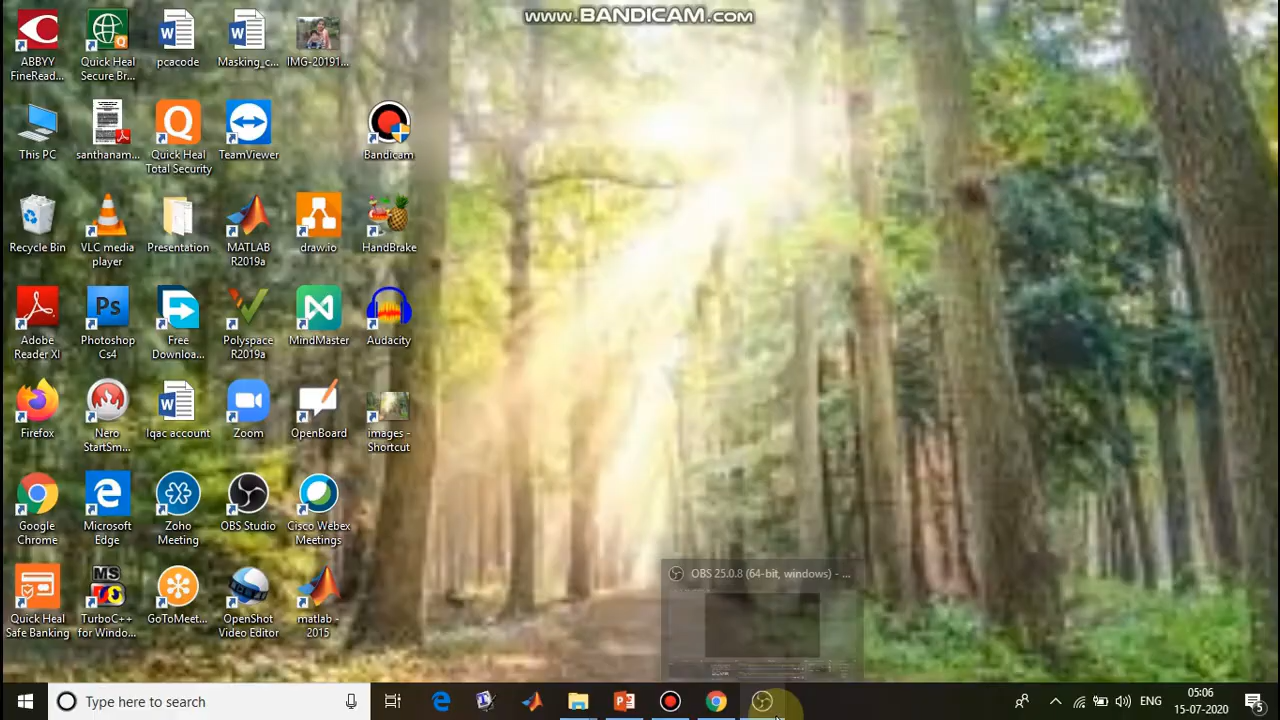 www.BANDICAM.com
ABBYY
FineRead...
Quick Heal
Secure Br...
pcacode
Masking_c...
IMG-20191...
This PC
santhanam...
Quick Heal
Total Security
TeamViewer
Bandicam
Recycle Bin
VLC media
player
Presentation
MATLAB
R2019a
draw.io
HandBrake
Adobe
Reader XI
Ps
Photoshop
Cs4
Free
Downloa...
Polyspace
R2019a
MindMaster
Audacity
Firefox
Nero
StartSm...
Iqac account
Zoom
OpenBoard
images -
Shortcut
Google
Chrome
Microsoft
Edge
Zoho
Meeting
OBS Studio
Cisco Webex
Meetings
Quick Heal
Safe Banking
MS
TurboC++
for Windo...
GoToMeet...
OpenShot
Video Editor
matlab -
2015
OBS 25.0.8 (64-bit, windows) - ...
Type here to search
ENG
05:06
15-07-2020
5